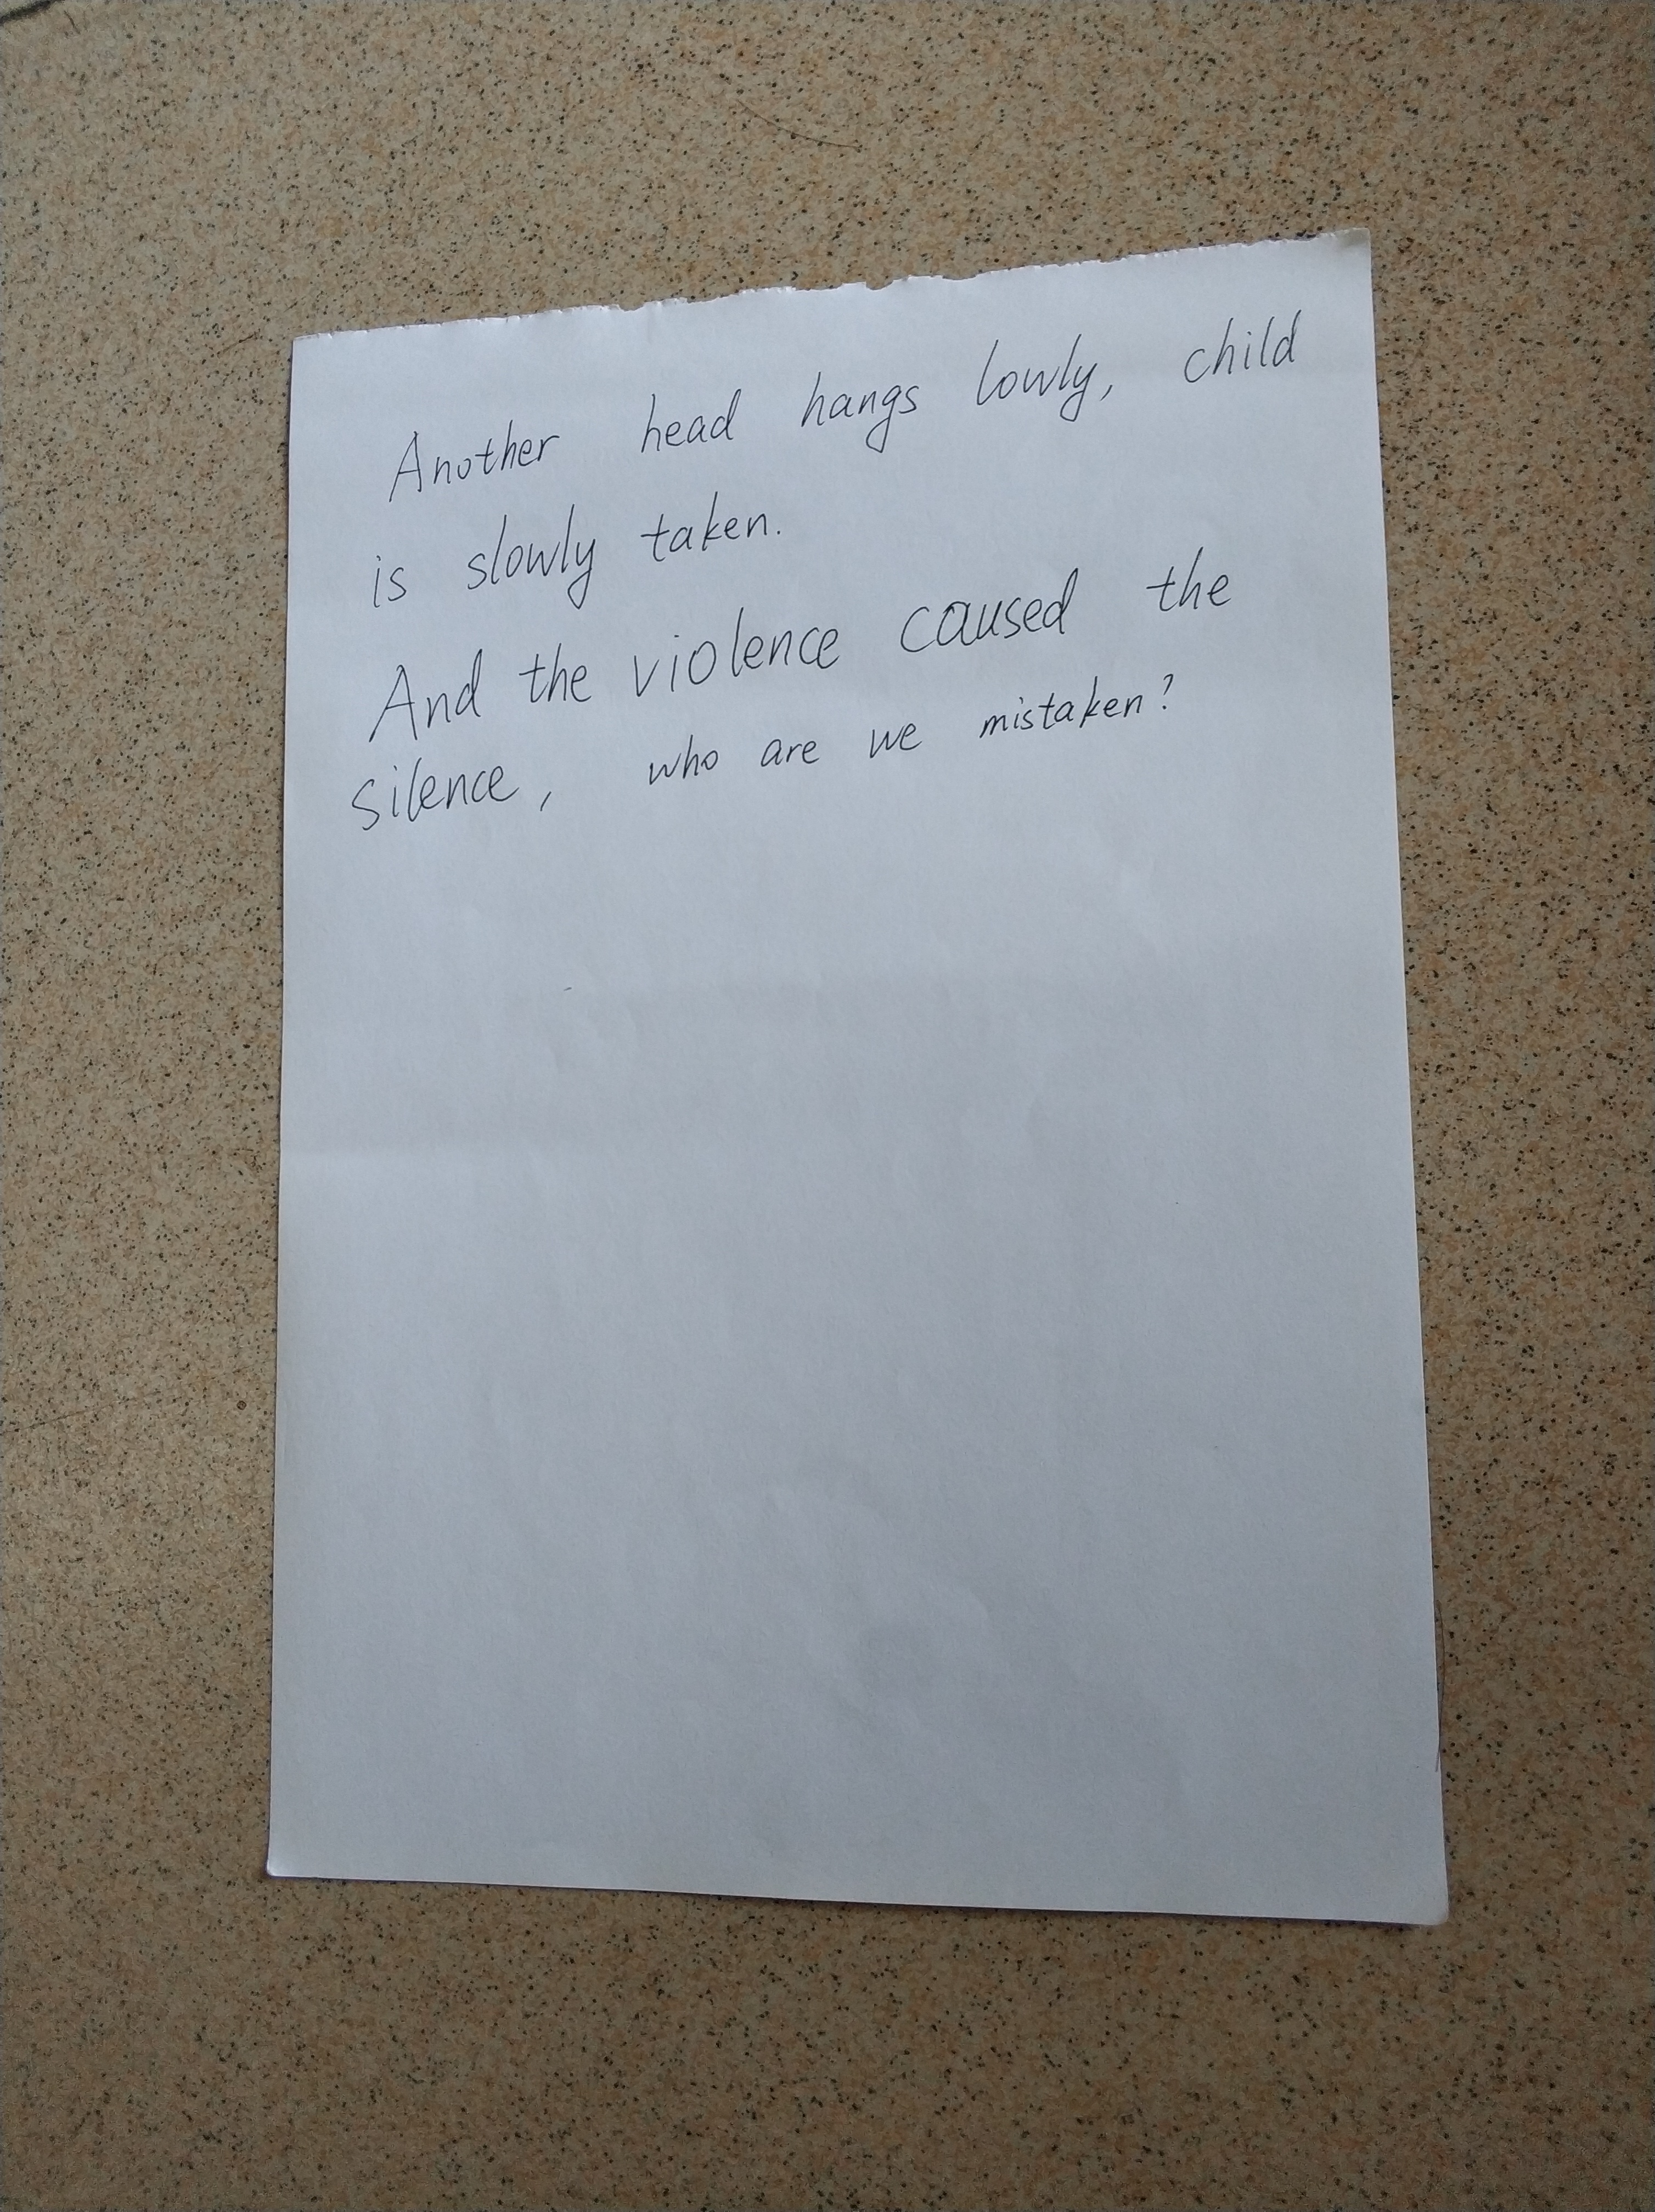 Another head hangs lowly, child
is slowly taken.
And the violence caused the
silence, who are we mistaken?